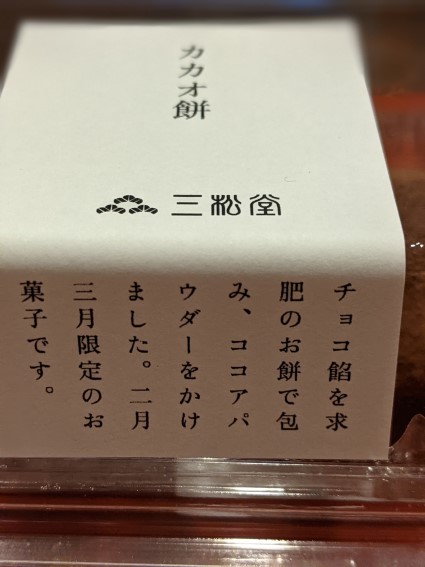 カカオ餅
三松堂
チョコ餡を求
肥のお餅で包
み、ココアパ
ウダーをかけ
ました。二月
三月限定のお
菓子です。